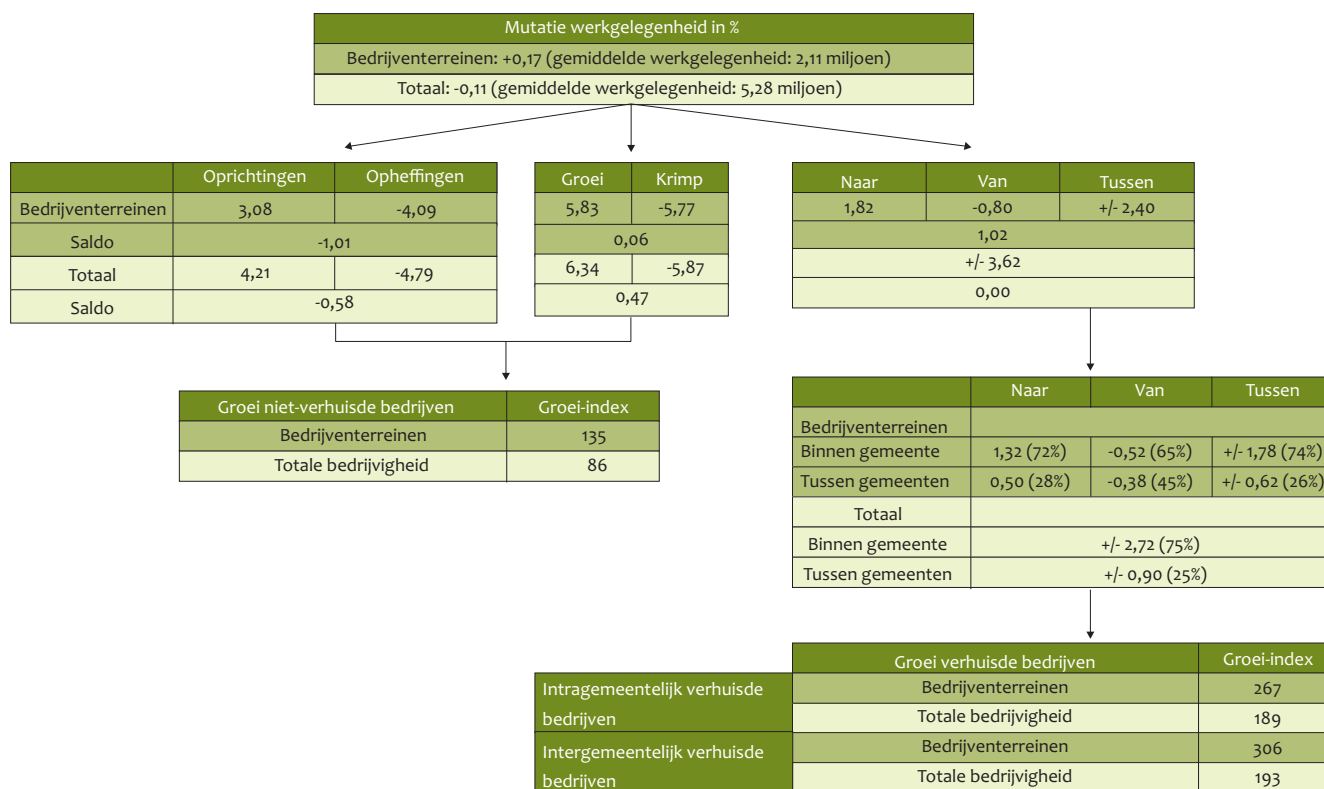 Mutatie werkgelegenheid in %
Bedrijventerreinen: +0,17 (gemiddelde werkgelegenheid: 2,11 miljoen)
Totaal: -0,11 (gemiddelde werkgelegenheid: 5,28 miljoen)
Oprichtingen Opheffingen
Bedrijventerreinen 3,08 -4,09
Saldo -1,01
Totaal 4,21 -4,79
Saldo -0,58
Groei Krimp
5,83 -5,77
0,06
6,34 -5,87
0,47
Naar Van Tussen
1,82 -0,80 +/- 2,40
1,02
+/- 3,62
0,00
Groei niet-verhuisde bedrijven Groei-index
Bedrijventerreinen 135
Totale bedrijvigheid 86
Naar Van Tussen
Bedrijventerreinen
Binnen gemeente 1,32 (72%) -0,52 (65%) +/- 1,78 (74%)
Tussen gemeenten 0,50 (28%) -0,38 (45%) +/- 0,62 (26%)
Totaal
Binnen gemeente +/- 2,72 (75%)
Tussen gemeenten +/- 0,90 (25%)
Groei verhuisde bedrijven Groei-index
Intragemeentelijk verhuisde
bedrijven
Bedrijventerreinen 267
Totale bedrijvigheid 189
Intergemeentelijk verhuisde
bedrijven
Bedrijventerreinen 306
Totale bedrijvigheid 193